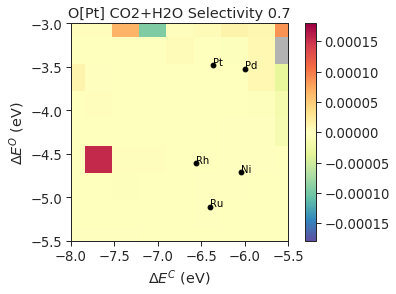 O[Pt] CO2+H2O Selectivity 0.7
−3.0
−3.5
−4.0
−4.5
−5.0
−5.5
ΔE^O (eV)
Pt
Pd
Rh
Ni
Ru
−8.0 −7.5 −7.0 −6.5 −6.0 −5.5
ΔE^C (eV)
0.00015
0.00010
0.00005
0.00000
−0.00005
−0.00010
−0.00015